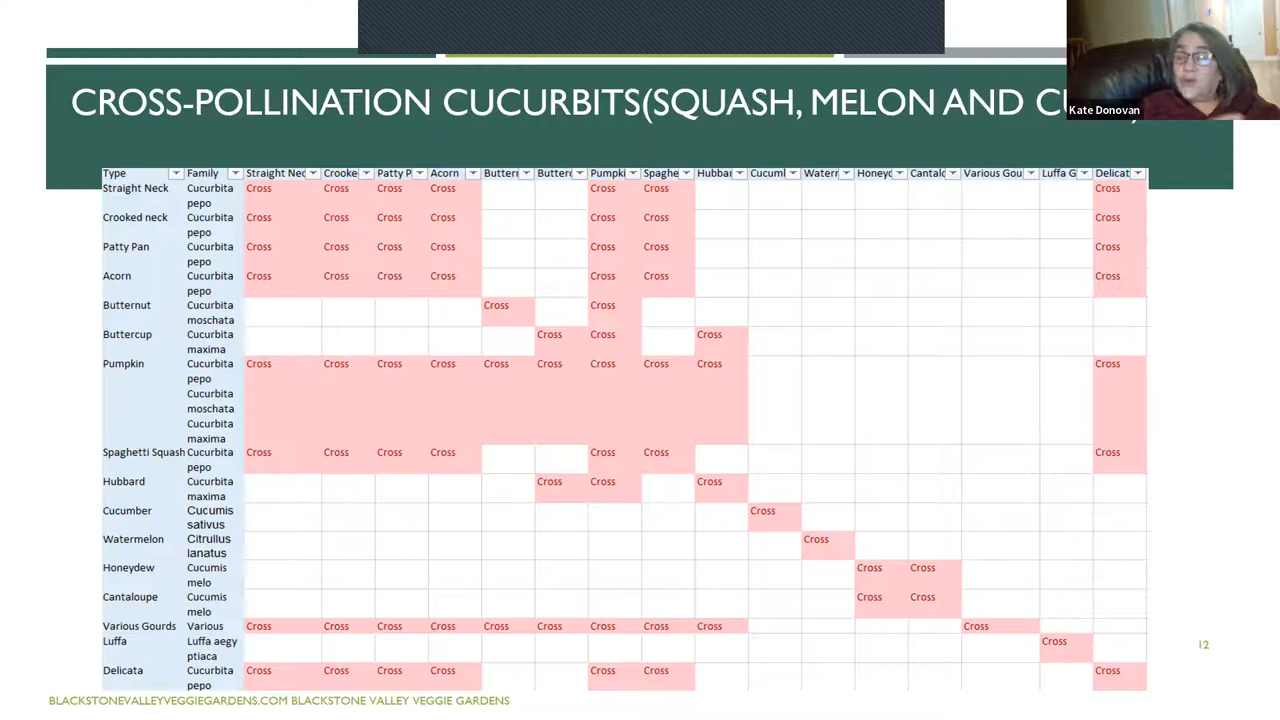 CROSS-POLLINATION CUCURBITS(SQUASH, MELON AND
Kate Donovan
Type Family Straight Nec Crooke Patty P Acorn Buttern Butterc Pumpki Spaghe Hubbar Cucuml Watern Honeyd Cantalo Various Gou Luffa G Delicat
Straight Neck Cucurbita Cross Cross Cross Cross Cross Cross Cross
pepo
Crooked neck Cucurbita Cross Cross Cross Cross Cross Cross Cross
pepo
Patty Pan Cucurbita Cross Cross Cross Cross Cross Cross Cross
pepo
Acorn Cucurbita Cross Cross Cross Cross Cross Cross Cross
pepo
Butternut Cucurbita Cross Cross
moschata
Buttercup Cucurbita Cross Cross Cross
maxima
Pumpkin Cucurbita Cross Cross Cross Cross Cross Cross Cross Cross Cross Cross
pepo
Cucurbita
moschata
Cucurbita
maxima
Spaghetti Squash Cucurbita Cross Cross Cross Cross Cross Cross Cross
pepo
Hubbard Cucurbita Cross Cross Cross
maxima
Cucumber Cucumis Cross
sativus
Watermelon Citrullus Cross
lanatus
Honeydew Cucumis Cross Cross
melo
Cantaloupe Cucumis Cross Cross
melo
Various Gourds Various Cross Cross Cross Cross Cross Cross Cross Cross Cross Cross
Luffa Luffa aegy Cross
ptiaca
Delicata Cucurbita Cross Cross Cross Cross Cross Cross Cross
pepo
12
BLACKSTONEVALLEYVEGGIEGARDENS.COM BLACKSTONE VALLEY VEGGIE GARDENS